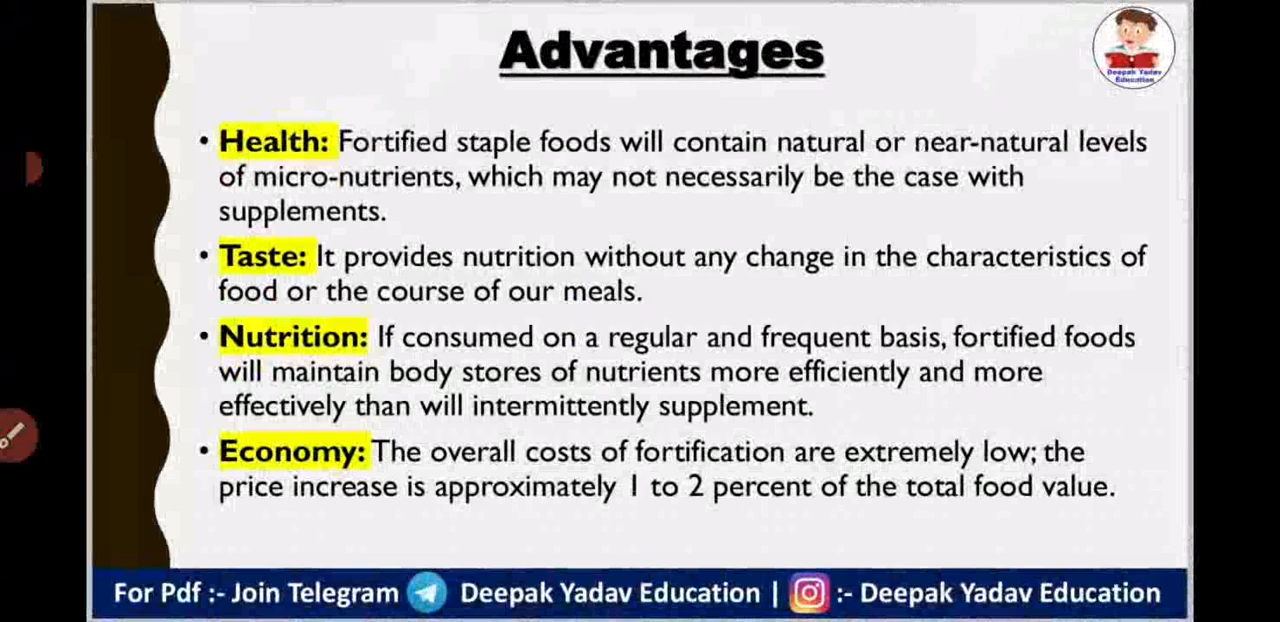 Advantages
Deepak Yadav
Education
• Health: Fortified staple foods will contain natural or near-natural levels
of micro-nutrients, which may not necessarily be the case with
supplements.
• Taste: It provides nutrition without any change in the characteristics of
food or the course of our meals.
• Nutrition: If consumed on a regular and frequent basis, fortified foods
will maintain body stores of nutrients more efficiently and more
effectively than will intermittently supplement.
• Economy: The overall costs of fortification are extremely low; the
price increase is approximately 1 to 2 percent of the total food value.
For Pdf :- Join Telegram Deepak Yadav Education | :- Deepak Yadav Education